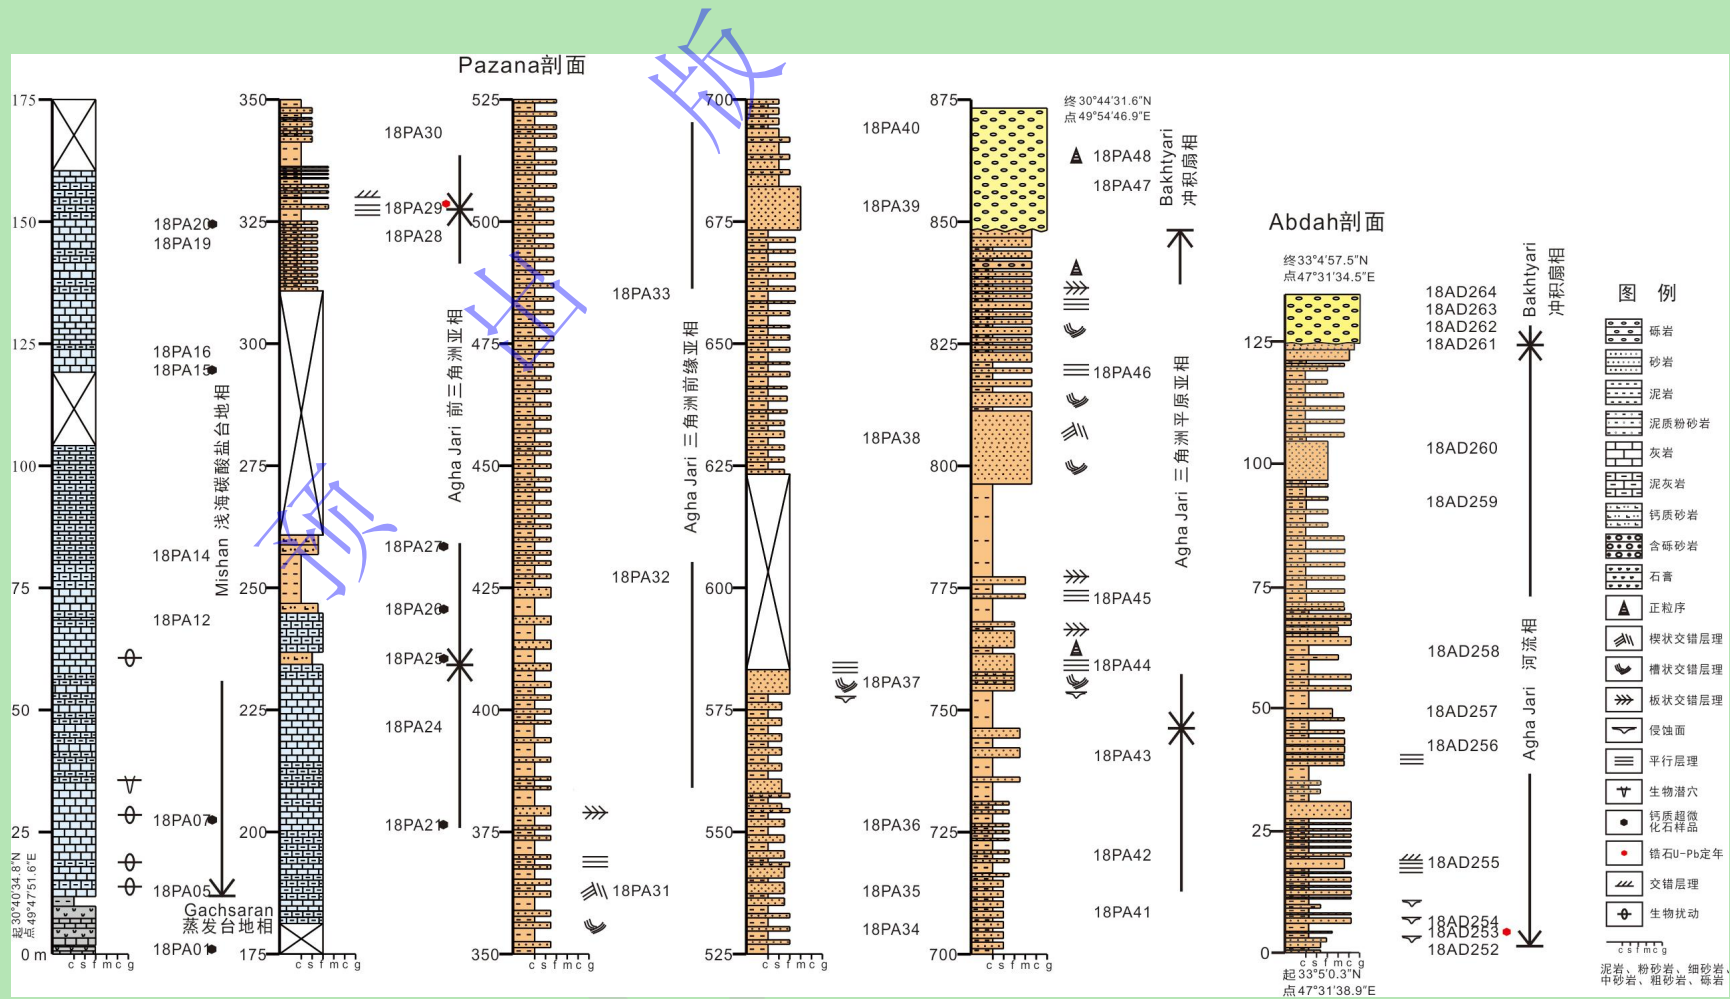 Pazana剖面
175
150
125
100
75
50
25
0 m
起30°40′34.8″N
点49°47′51.6″E
c s f m c g
18PA20
18PA19
18PA16
18PA15
18PA14
18PA12
18PA07
18PA05
18PA01
Mishan 浅海碳酸盐台地相
Gachsaran
蒸发台地相
350
325
300
275
250
225
200
175
c s f m c g
18PA30
18PA29
18PA28
18PA27
18PA26
18PA25
18PA24
18PA21
Agha Jari 前三角洲亚相
525
500
475
450
425
400
375
350
c s f m c g
18PA33
18PA32
18PA31
Agha Jari 三角洲前缘亚相
700
675
650
625
600
575
550
525
c s f m c g
18PA40
18PA39
18PA38
18PA37
18PA36
18PA35
18PA34
875
850
825
800
775
750
725
700
c s f m c g
终30°44′31.6″N
点49°54′46.9″E
18PA48
18PA47
18PA46
18PA45
18PA44
18PA43
18PA42
18PA41
Bakhtyari
冲积扇相
Agha Jari 三角洲平原亚相
Abdah剖面
终33°4′57.5″N
点47°31′34.5″E
125
100
75
50
25
0
c s f m c g
起33°5′0.3″N
点47°31′38.9″E
18AD264
18AD263
18AD262
18AD261
18AD260
18AD259
18AD258
18AD257
18AD256
18AD255
18AD254
18AD253
18AD252
Bakhtyari
冲积扇相
Agha Jari 河流相
图 例
砾岩
砂岩
泥岩
泥质粉砂岩
灰岩
泥灰岩
钙质砂岩
含砾砂岩
石膏
正粒序
楔状交错层理
槽状交错层理
板状交错层理
侵蚀面
平行层理
生物潜穴
钙质超微
化石样品
锆石U-Pb定年
交错层理
生物扰动
c s f m c g
泥岩、粉砂岩、细砂岩、
中砂岩、粗砂岩、砾岩
预出版